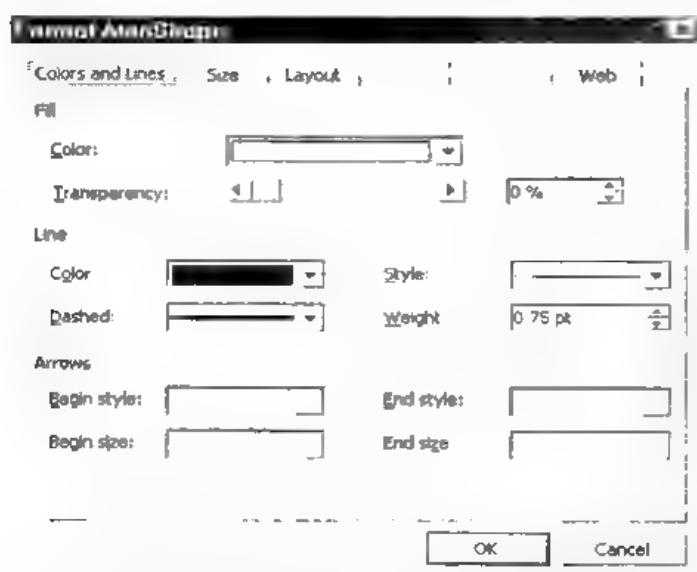 Format AutoShape
Colors and Lines Size Layout Web
Fill
Color:
Transparency: 0 %
Line
Color Style:
Dashed: Weight 0.75 pt
Arrows
Begin style: End style:
Begin size: End size
OK Cancel